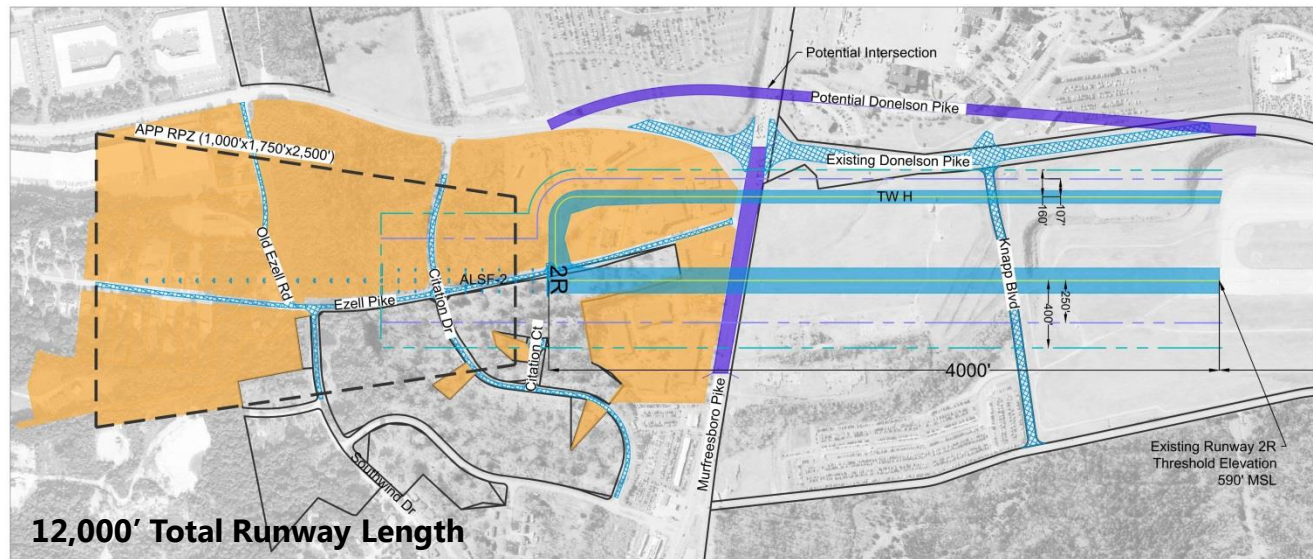 Potential Intersection
Potential Donelson Pike
APP RPZ (1,000'x1,750'x2,500')
Existing Donelson Pike
TW H
160'
107'
Old Ezell Rd
Citation Dr
ALSF-2
2R
Ezell Pike
Knapp Blvd
250'
400'
Citation Ct
4000'
Murfreesboro Pike
Existing Runway 2R
Threshold Elevation
590' MSL
Southwind Dr
12,000' Total Runway Length